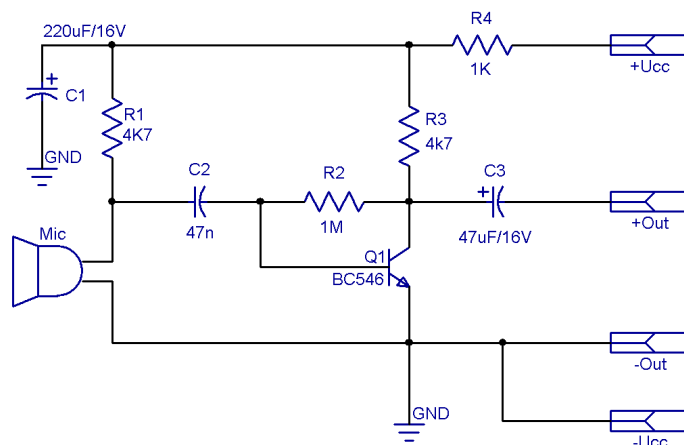 220uF/16V
R4
1K
+Ucc
C1
R1
4K7
R3
4k7
GND
C2
47n
R2
1M
C3
47uF/16V
+Out
Mic
Q1
BC546
-Out
GND
-Ucc